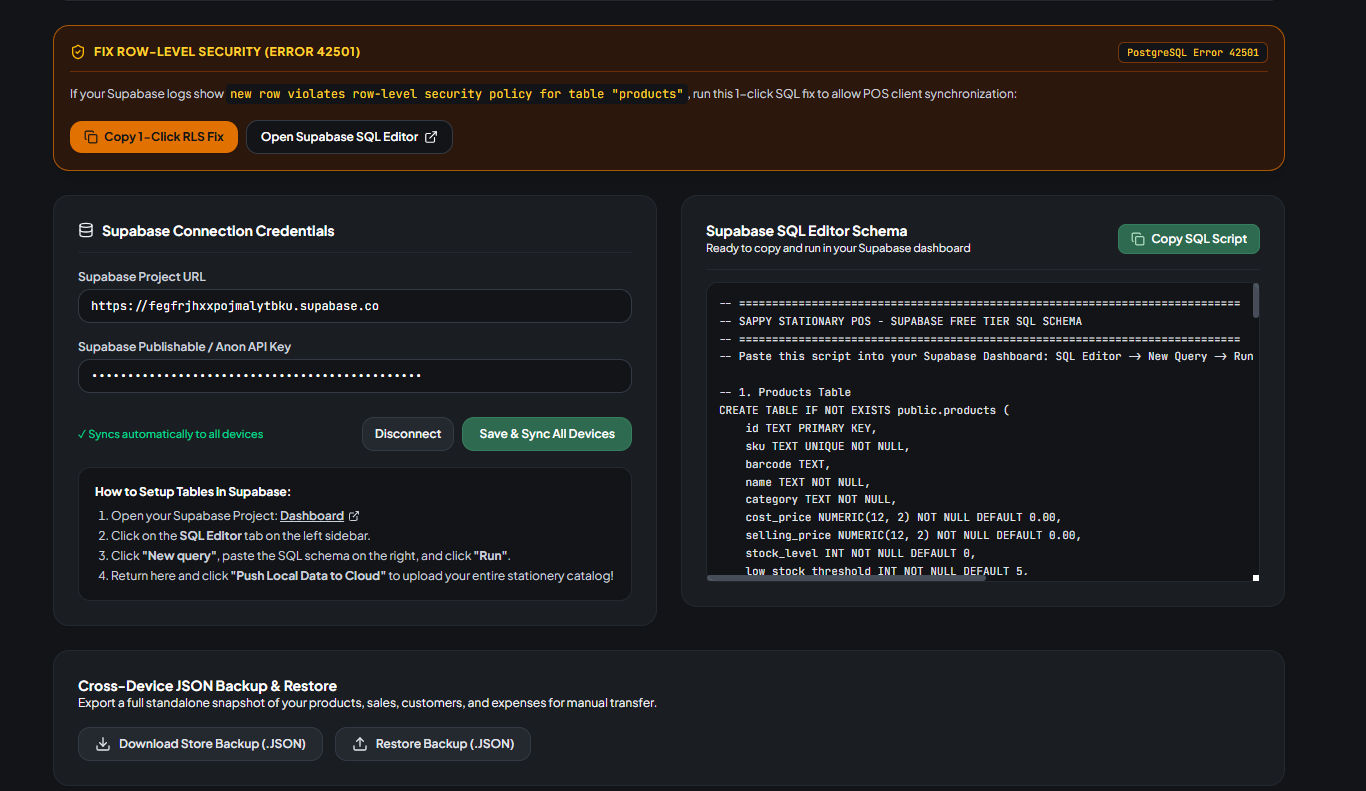 FIX ROW-LEVEL SECURITY (ERROR 42501)
PostgreSQL Error 42501
If your Supabase logs show new row violates row-level security policy for table "products" , run this 1-click SQL fix to allow POS client synchronization:
Copy 1-Click RLS Fix
Open Supabase SQL Editor
Supabase Connection Credentials
Supabase Project URL
https://fegfrjhxxpojmalytbku.supabase.co
Supabase Publishable / Anon API Key
••••••••••••••••••••••••••••••••••••••••••••••
✓ Syncs automatically to all devices
Disconnect
Save & Sync All Devices
How to Setup Tables in Supabase:
1. Open your Supabase Project: Dashboard
2. Click on the SQL Editor tab on the left sidebar.
3. Click "New query", paste the SQL schema on the right, and click "Run".
4. Return here and click "Push Local Data to Cloud" to upload your entire stationery catalog!
Supabase SQL Editor Schema
Ready to copy and run in your Supabase dashboard
Copy SQL Script
-- ============================================================================
-- SAPPY STATIONARY POS - SUPABASE FREE TIER SQL SCHEMA
-- ============================================================================
-- Paste this script into your Supabase Dashboard: SQL Editor -> New Query -> Run
-- 1. Products Table
CREATE TABLE IF NOT EXISTS public.products (
id TEXT PRIMARY KEY,
sku TEXT UNIQUE NOT NULL,
barcode TEXT,
name TEXT NOT NULL,
category TEXT NOT NULL,
cost_price NUMERIC(12, 2) NOT NULL DEFAULT 0.00,
selling_price NUMERIC(12, 2) NOT NULL DEFAULT 0.00,
stock_level INT NOT NULL DEFAULT 0,
low_stock_threshold INT NOT NULL DEFAULT 5,
Cross-Device JSON Backup & Restore
Export a full standalone snapshot of your products, sales, customers, and expenses for manual transfer.
Download Store Backup (.JSON)
Restore Backup (.JSON)